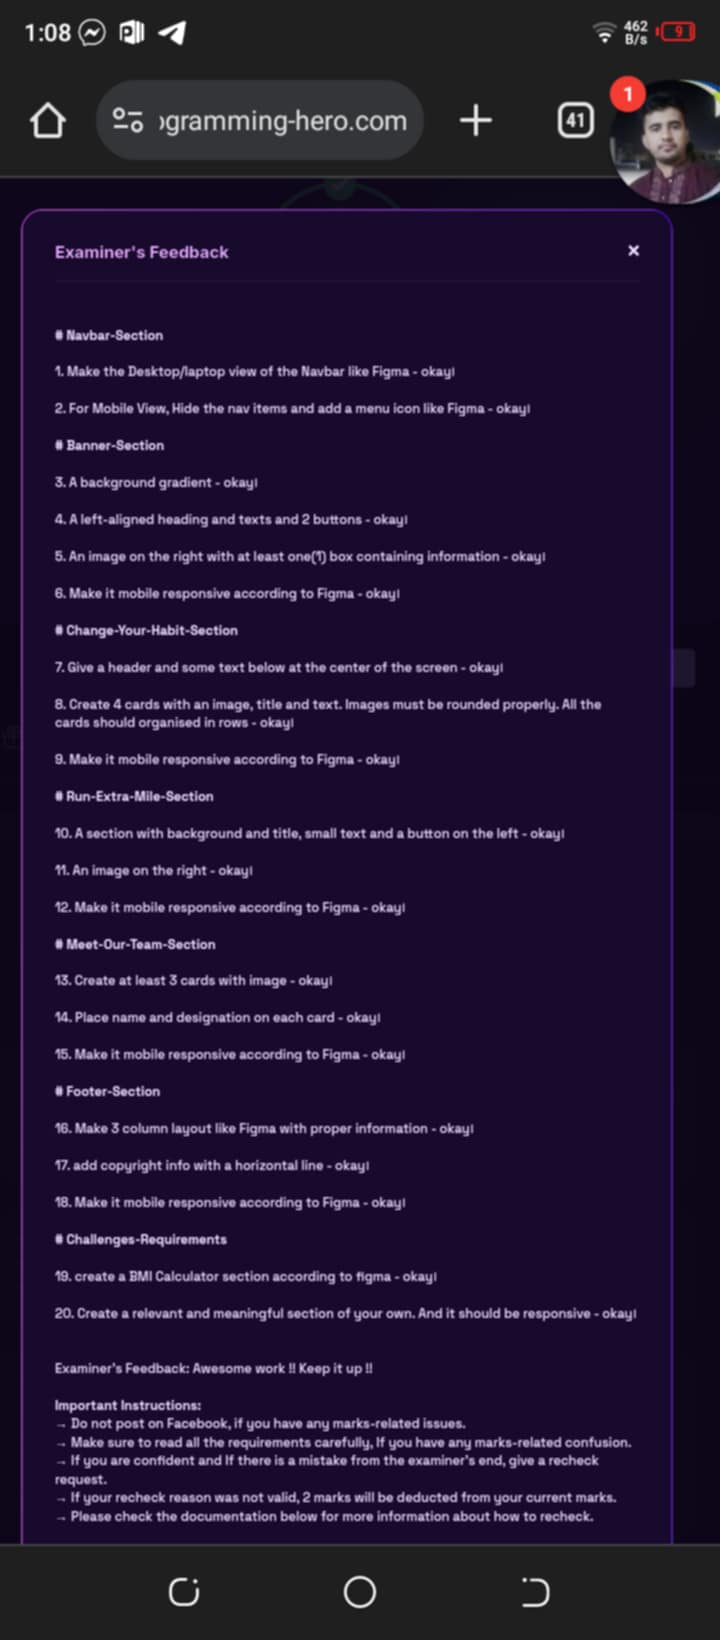 1:08
462
B/s
9
ogramming-hero.com
41
1
Examiner's Feedback
×
# Navbar-Section
1. Make the Desktop/laptop view of the Navbar like Figma - okay!
2. For Mobile View, Hide the nav items and add a menu icon like Figma - okay!
# Banner-Section
3. A background gradient - okay!
4. A left-aligned heading and texts and 2 buttons - okay!
5. An image on the right with at least one(1) box containing information - okay!
6. Make it mobile responsive according to Figma - okay!
# Change-Your-Habit-Section
7. Give a header and some text below at the center of the screen - okay!
8. Create 4 cards with an image, title and text. Images must be rounded properly. All the
cards should organised in rows - okay!
9. Make it mobile responsive according to Figma - okay!
# Run-Extra-Mile-Section
10. A section with background and title, small text and a button on the left - okay!
11. An image on the right - okay!
12. Make it mobile responsive according to Figma - okay!
# Meet-Our-Team-Section
13. Create at least 3 cards with image - okay!
14. Place name and designation on each card - okay!
15. Make it mobile responsive according to Figma - okay!
# Footer-Section
16. Make 3 column layout like Figma with proper information - okay!
17. add copyright info with a horizontal line - okay!
18. Make it mobile responsive according to Figma - okay!
# Challenges-Requirements
19. create a BMI Calculator section according to figma - okay!
20. Create a relevant and meaningful section of your own. And it should be responsive - okay!
Examiner's Feedback: Awesome work !! Keep it up !!
Important Instructions:
→ Do not post on Facebook, if you have any marks-related issues.
→ Make sure to read all the requirements carefully, If you have any marks-related confusion.
→ If you are confident and If there is a mistake from the examiner's end, give a recheck
request.
→ If your recheck reason was not valid, 2 marks will be deducted from your current marks.
→ Please check the documentation below for more information about how to recheck.